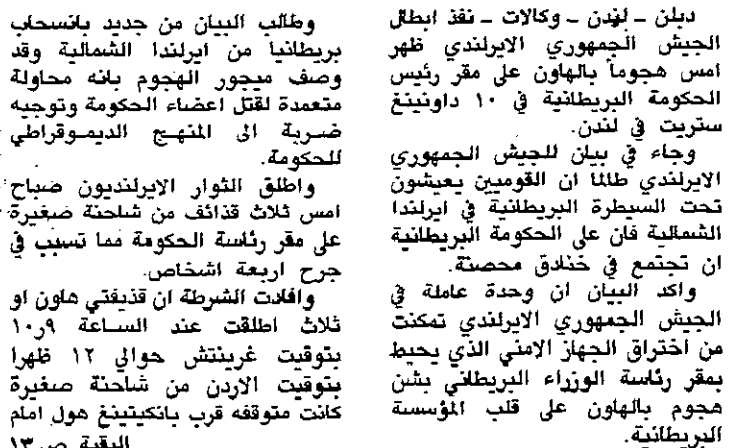 دبلن ـ لندن ـ وكالات ـ نفذ ابطال
الجيش الجمهوري الايرلندي ظهر
امس هجوماً بالهاون على مقر رئيس
الحكومة البريطانية في ١٠ داونينغ
ستريت في لندن.
وجاء في بيان للجيش الجمهوري
الايرلندي طالما ان القوميين يعيشون
تحت السيطرة البريطانية في ايرلندا
الشمالية فان على الحكومة البريطانية
ان تجتمع في خنادق محصنة.
واكد البيان ان وحدة عاملة في
الجيش الجمهوري الايرلندي تمكنت
من اختراق الجهاز الامني الذي يحيط
بمقر رئاسة الوزراء البريطاني بشن
هجوم بالهاون على قلب المؤسسة
البريطانية.
وطالب البيان من جديد بانسحاب
بريطانيا من ايرلندا الشمالية وقد
وصف ميجور الهجوم بانه محاولة
متعمدة لقتل اعضاء الحكومة وتوجيه
ضربة الى المنهج الديموقراطي
للحكومة.
واطلق الثوار الايرلنديون صباح
امس ثلاث قذائف من شاحنة صغيرة
على مقر رئاسة الحكومة مما تسبب في
جرح اربعة اشخاص.
وافادت الشرطة ان قذيفتي هاون او
ثلاث اطلقت عند الساعة ٩ر١٠
بتوقيت غرينتش حوالي ١٢ ظهرا
بتوقيت الاردن من شاحنة صغيرة
كانت متوقفه قرب بانكيتينغ هول امام
البقية ص ١٣